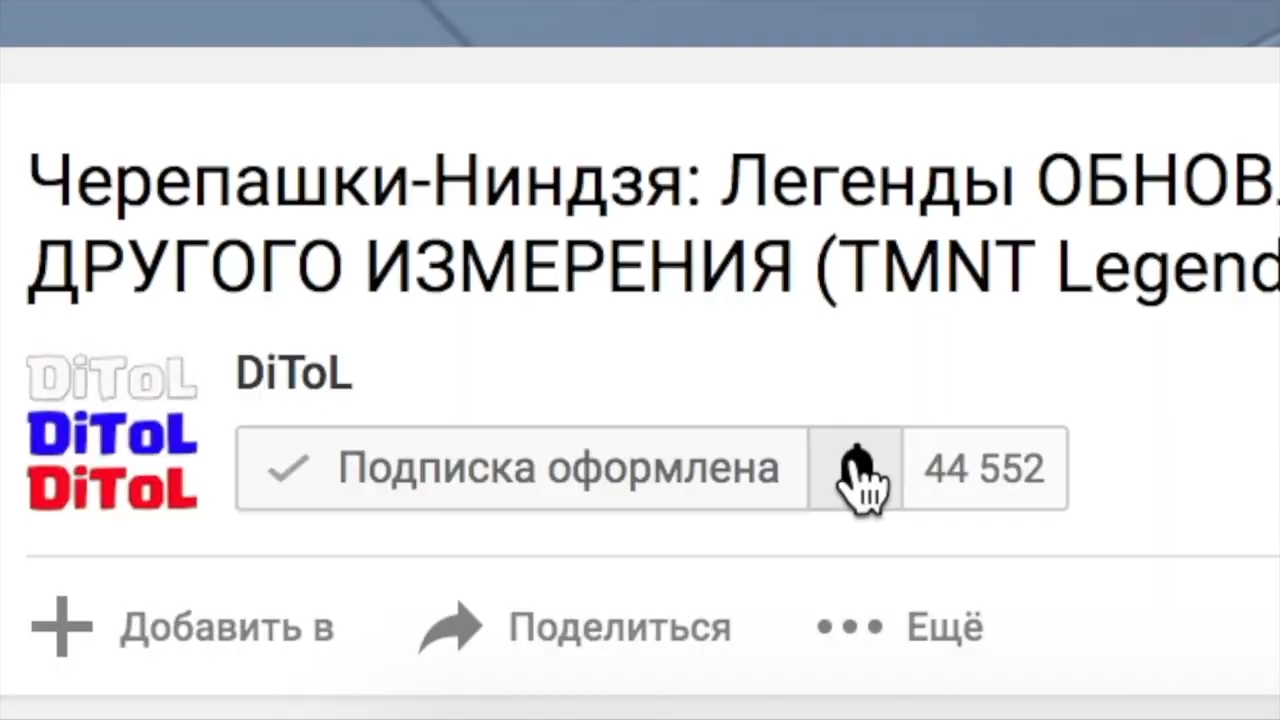 Черепашки-Ниндзя: Легенды ОБНОВ
ДРУГОГО ИЗМЕРЕНИЯ (TMNT Legend
DiToL
DiToL
DiToL
DiToL
Подписка оформлена 44 552
Добавить в Поделиться Ещё